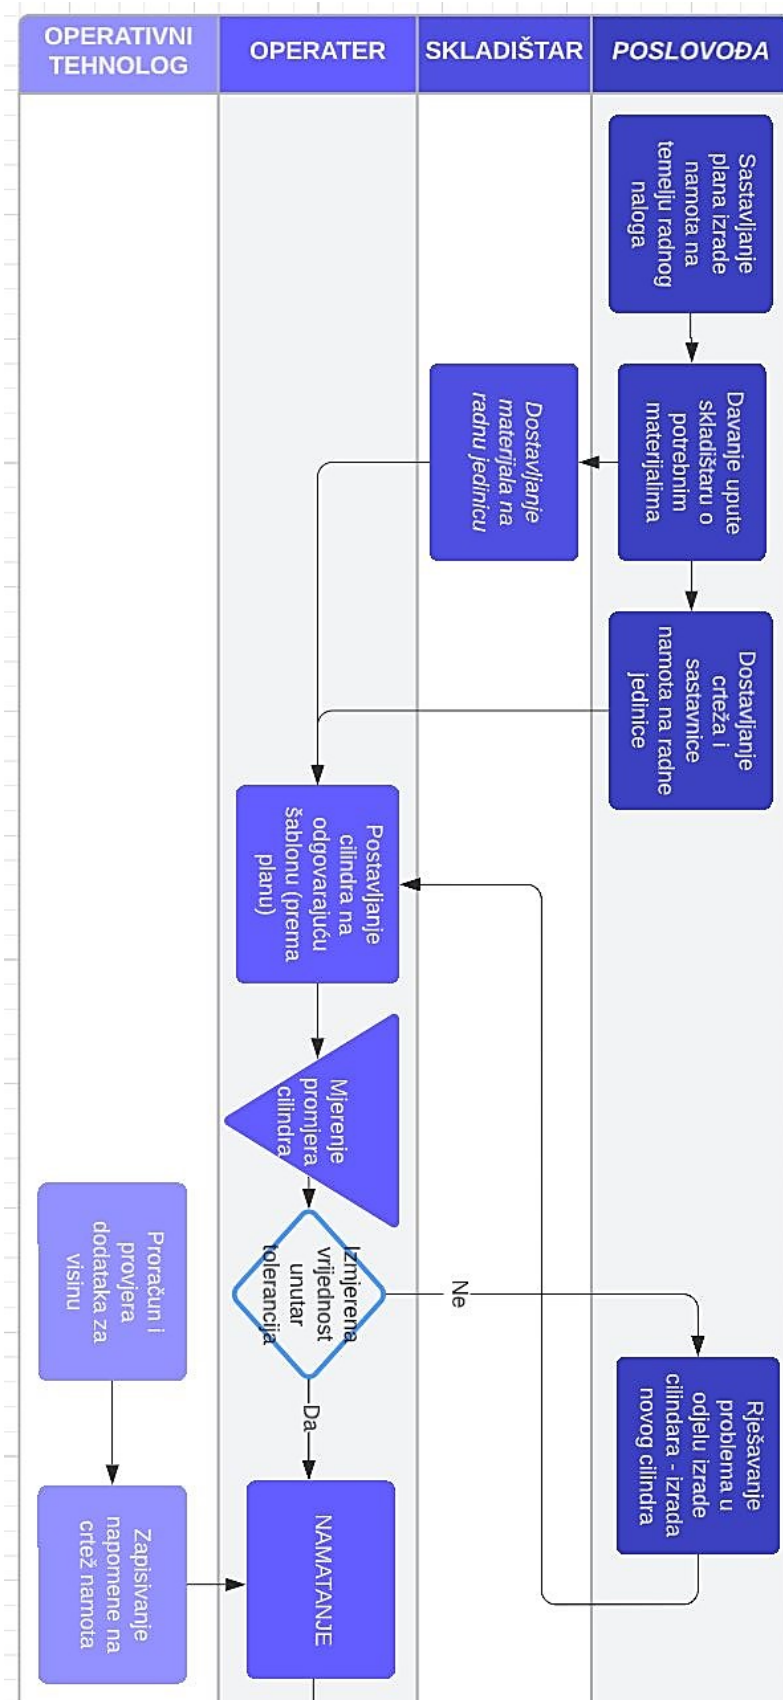 OPERATIVNI
TEHNOLOG
OPERATER
SKLADIŠTAR
POSLOVOĐA
Sastavljanje
plana izrade
namota na
temelju radnog
naloga
Davanje upute
skladištaru o
potrebnim
materijalima
Dostavljanje
materijala na
radnu jedinicu
Dostavljanje
crteža i
sastavnice
namota na radne
jedinice
Postavljanje
cilindra na
odgovarajuću
šablonu (prema
planu)
Mjerenje
promjera
cilindra
Izmjerena
vrijednost
unutar
tolerancija
Ne
Da
Rješavanje
problema u
odjelu izrade
cilindara - izrada
novog cilindra
Proračun i
provjera
dodataka za
visinu
Zapisivanje
napomene na
crtež namota
NAMATANJE